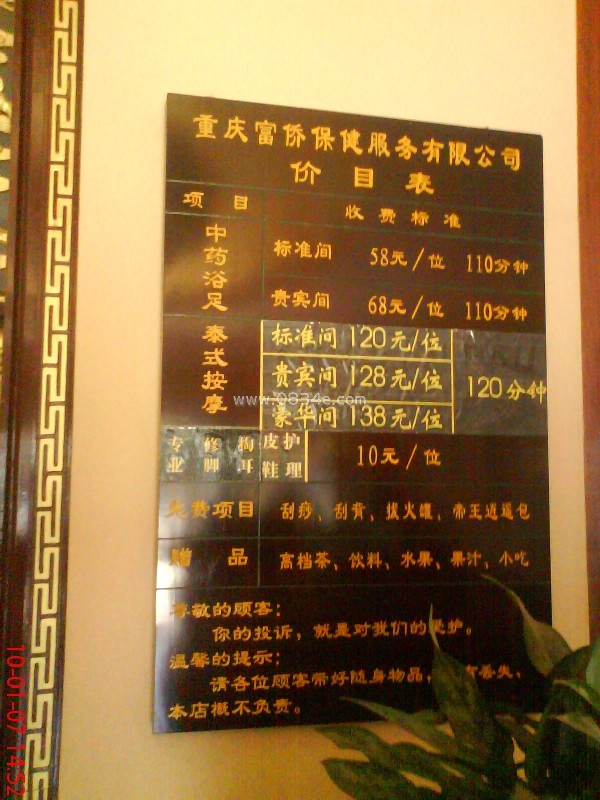 重庆富侨保健服务有限公司
价目表
项目 收费标准
中药浴足 标准间 58元/位 110分钟
贵宾间 68元/位 110分钟
泰式按摩 标准间 120元/位
贵宾间 128元/位 120分钟
豪华间 138元/位
专业 修脚 掏耳 皮鞋 护理 10元/位
免费项目 刮痧、刮背、拔火罐、帝王逍遥包
赠品 高档茶、饮料、水果、果汁、小吃
尊敬的顾客:
你的投诉,就是对我们的爱护。
温馨的提示:
请各位顾客带好随身物品,有丢失,
本店概不负责。
www.9834e.com
10-01-07 14:52